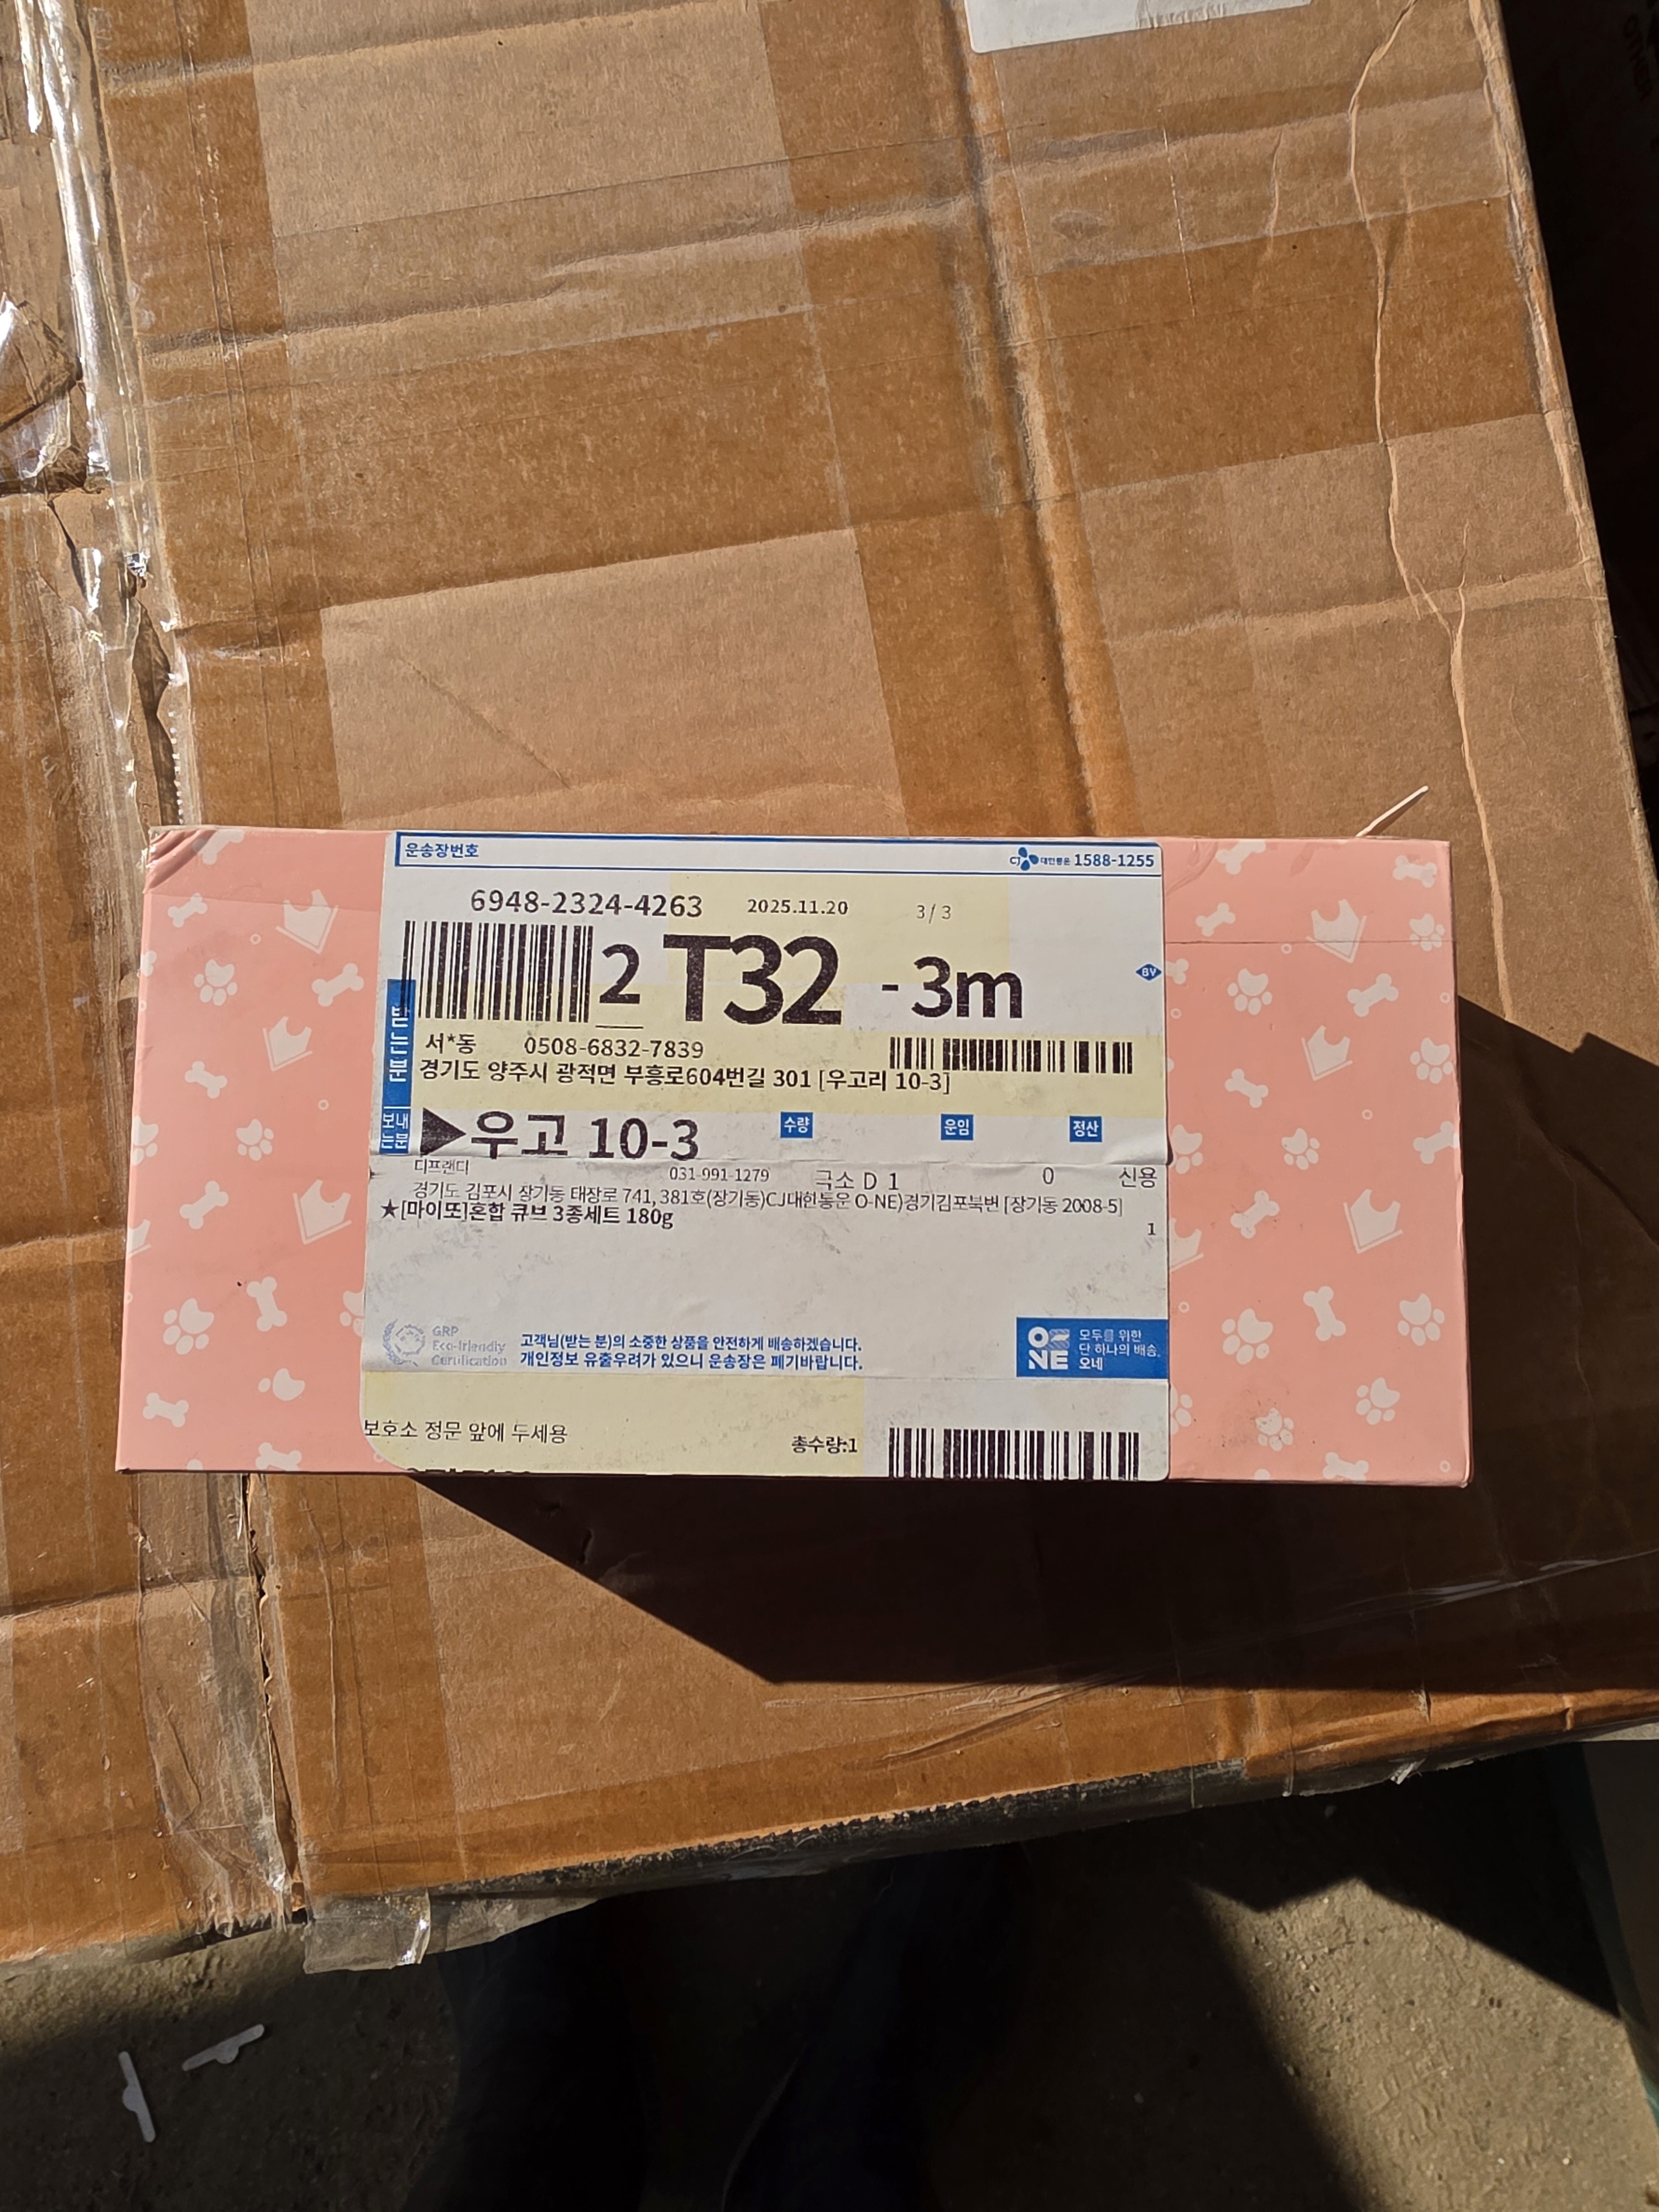 운송장번호
CJ대한통운 1588-1255
6948-2324-4263 2025.11.20 3/3
2 T32 - 3m
BY
받는분
서*동 0508-6832-7839
경기도 양주시 광적면 부흥로604번길 301 [우고리 10-3]
보내는분
▶우고 10-3 수량 운임 정산
디프랜디 031-991-1279 극소 D 1 0 신용
경기도 김포시 장기동 태장로 741, 381호(장기동)CJ대한통운 O-NE)경기김포북변 [장기동 2008-5]
★[마이또]혼합 큐브 3종세트 180g
1
GRP
Eco-friendly
Certification
고객님(받는 분)의 소중한 상품을 안전하게 배송하겠습니다.
개인정보 유출우려가 있으니 운송장은 폐기바랍니다.
O-NE
모두를 위한
단 하나의 배송,
오네
보호소 정문 앞에 두세용
총수량:1